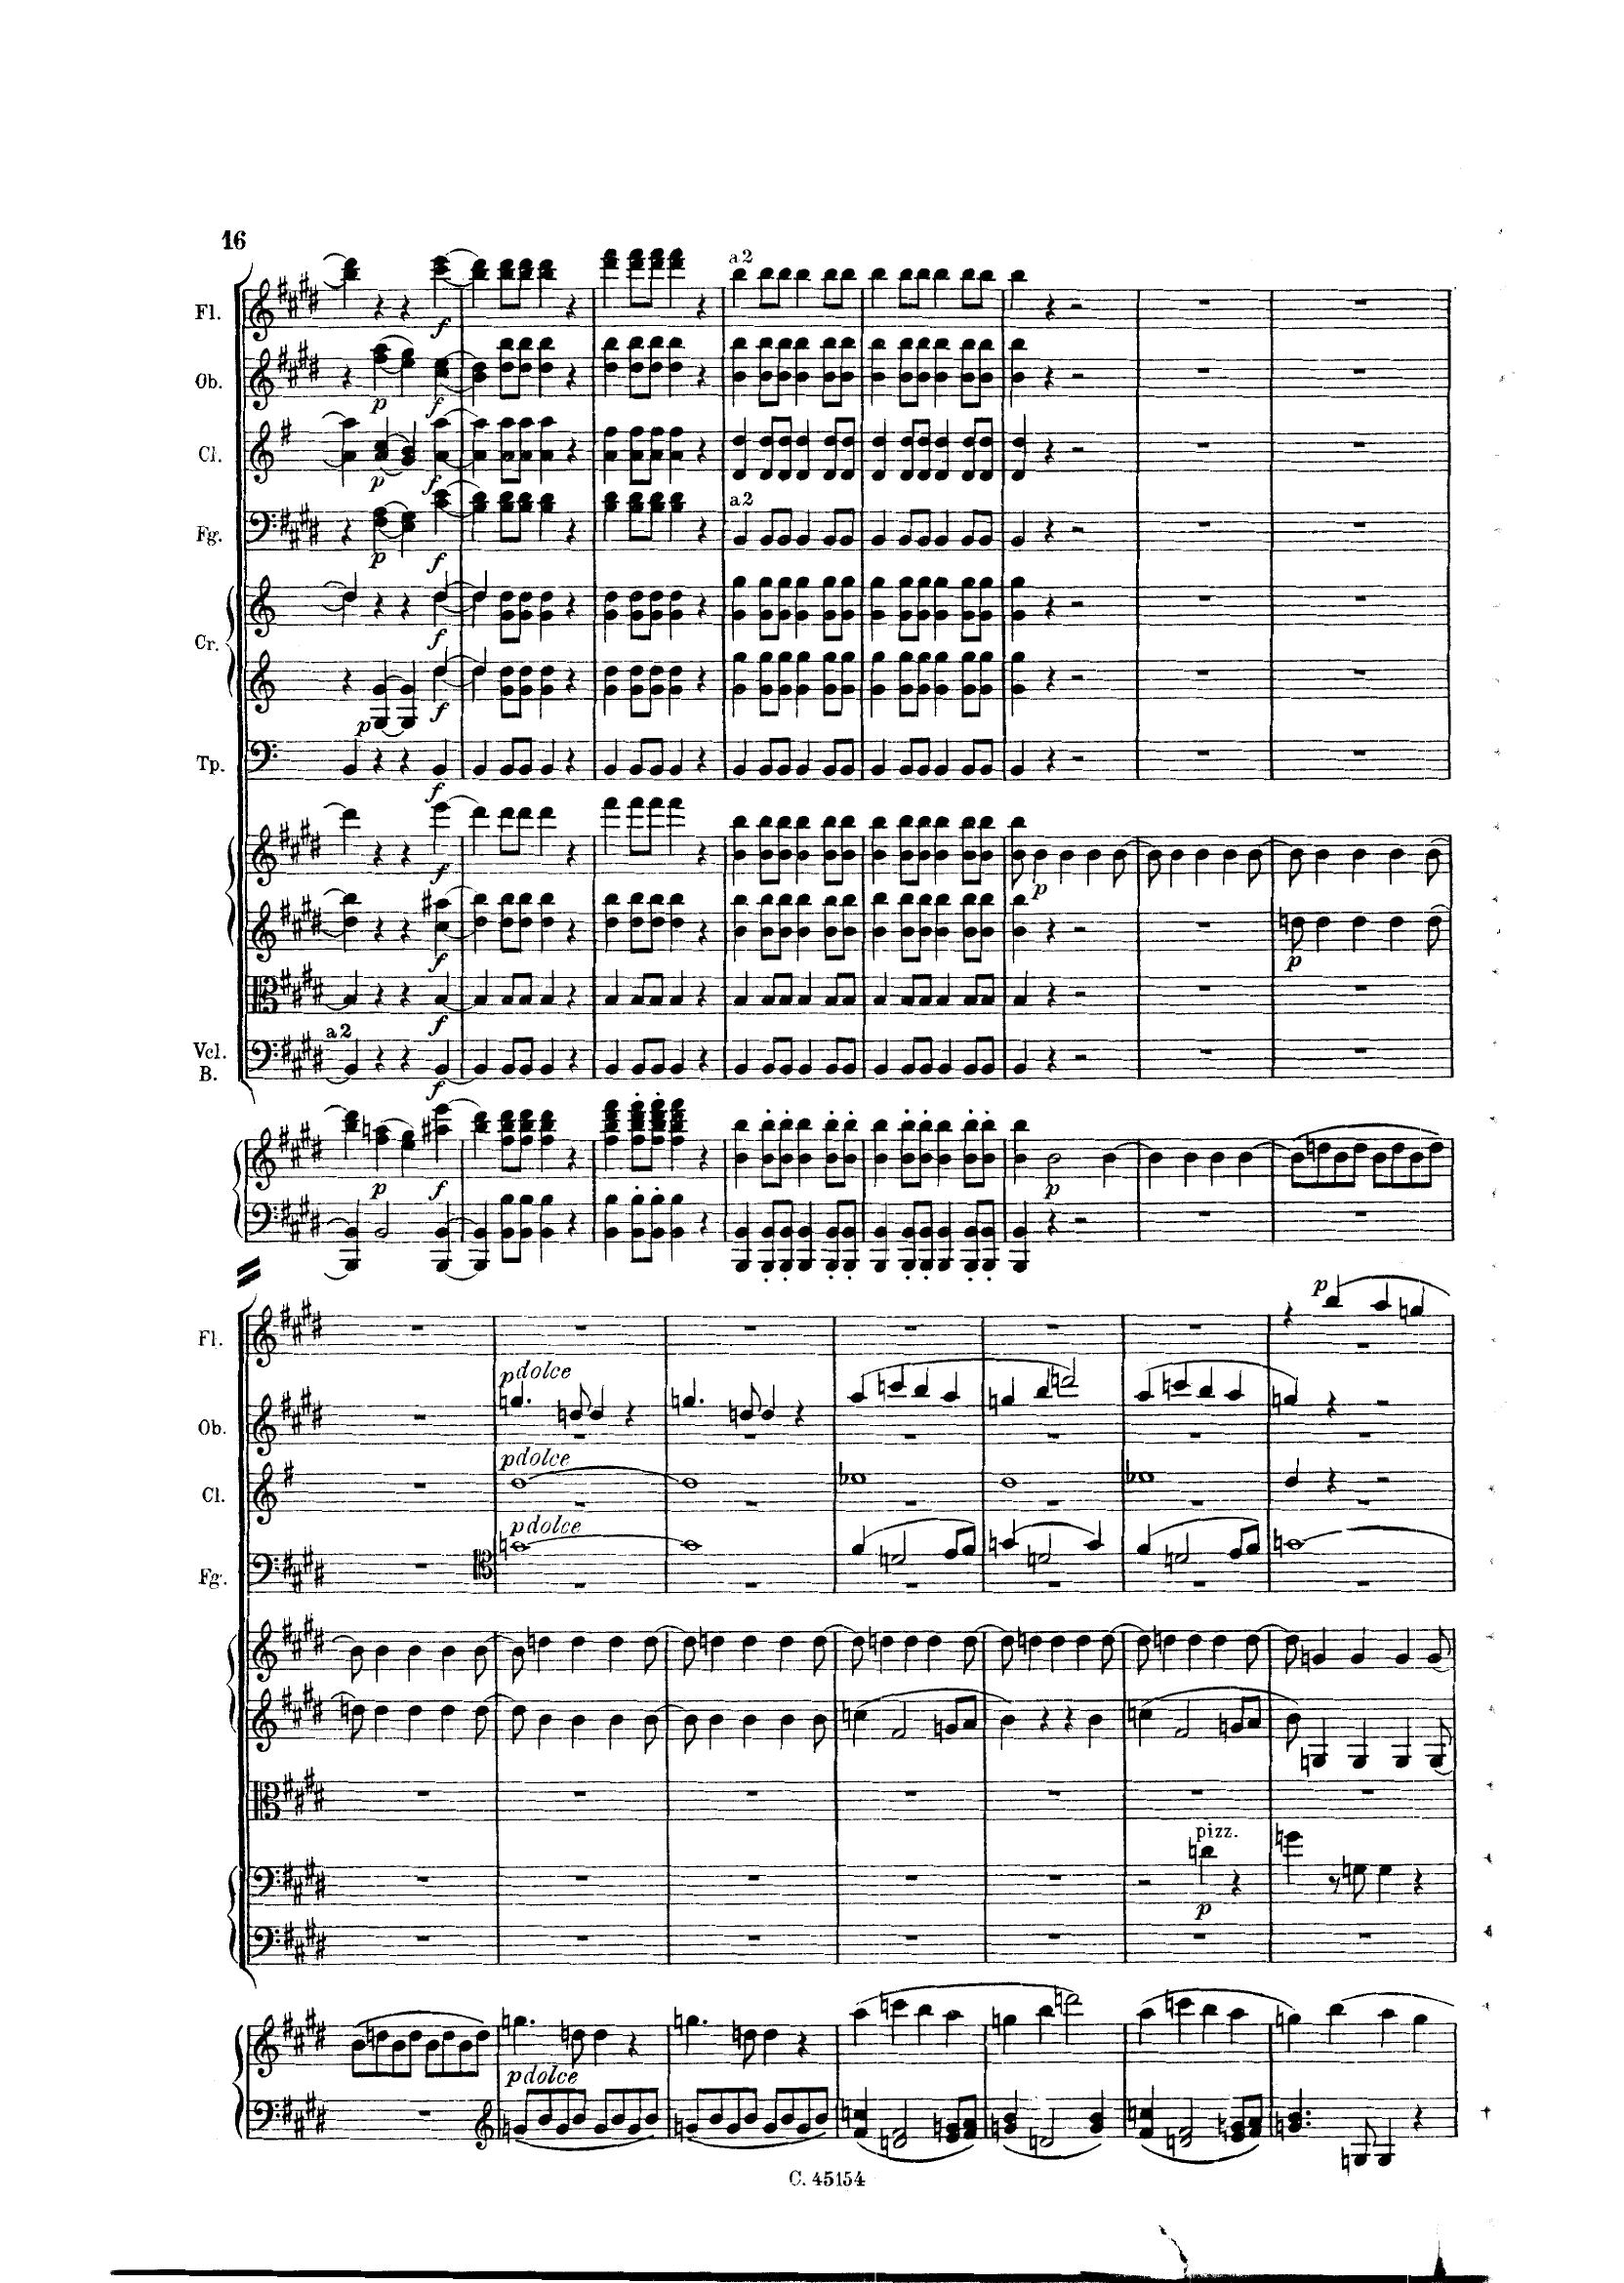 16
a2
Fl.
f
Ob.
p f
Cl.
p f
a2
Fg.
p f
f
Cr.
p f
Tp.
f
f p
f p
f
a2
Vcl.
B.
f
p f p
p
Fl.
pdolce
Ob.
pdolce
Cl.
pdolce
Fg.
pizz.
p
pdolce
C. 45154